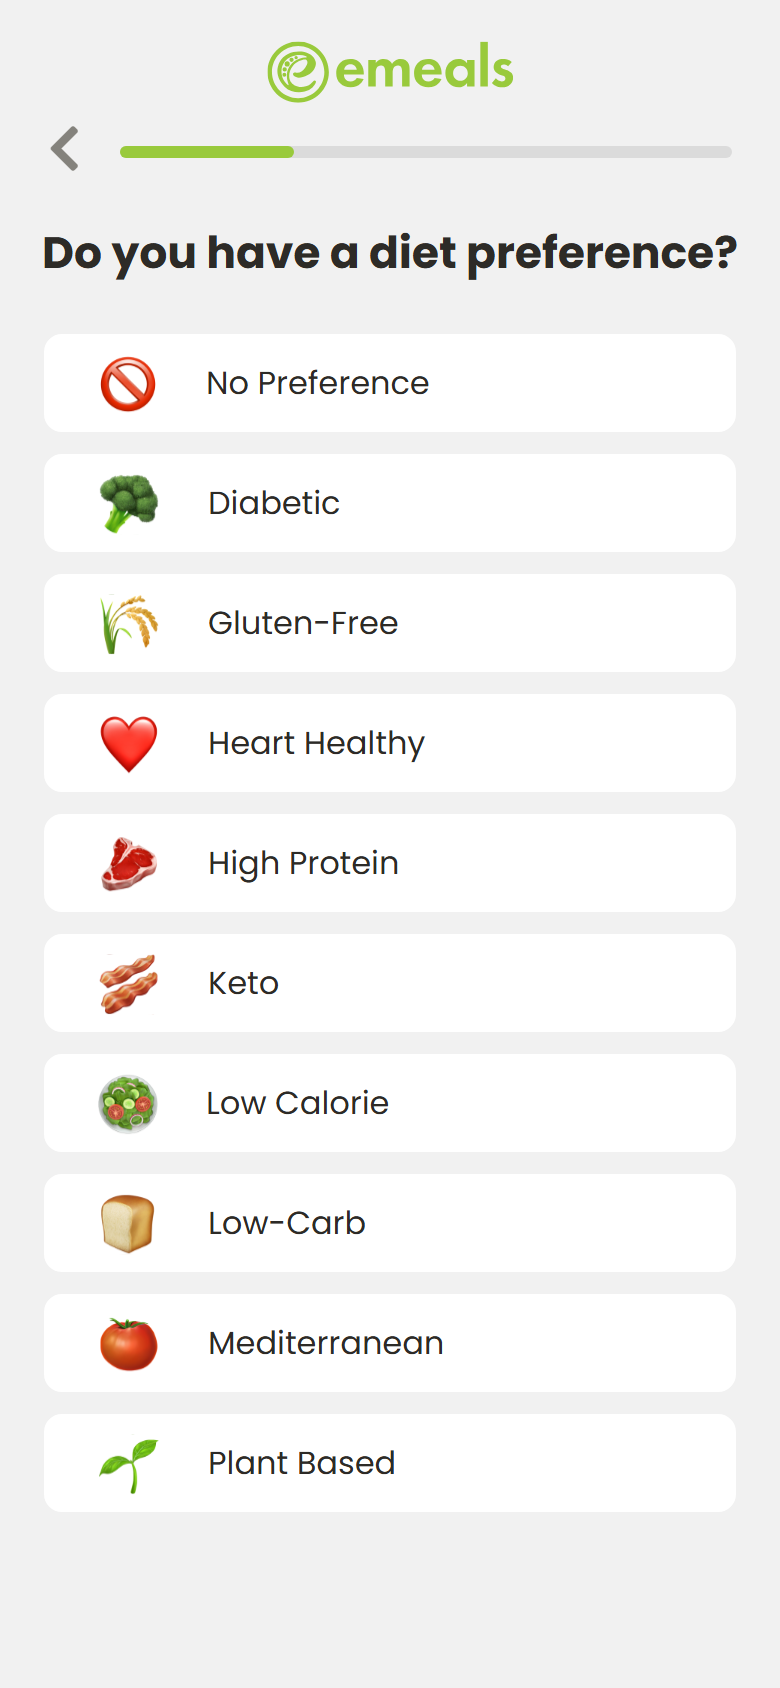 emeals
Do you have a diet preference?
No Preference
Diabetic
Gluten-Free
Heart Healthy
High Protein
Keto
Low Calorie
Low-Carb
Mediterranean
Plant Based